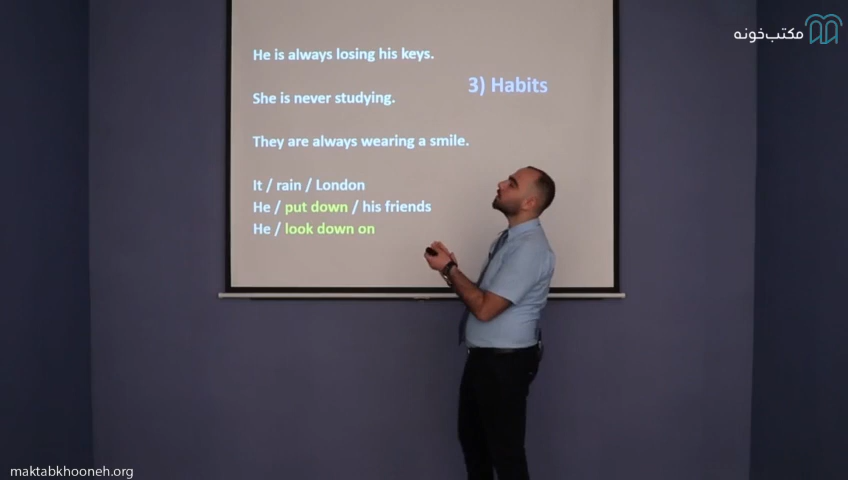 مکتب‌خونه
He is always losing his keys.
3) Habits
She is never studying.
They are always wearing a smile.
It / rain / London
He / put down / his friends
He / look down on
maktabkhooneh.org